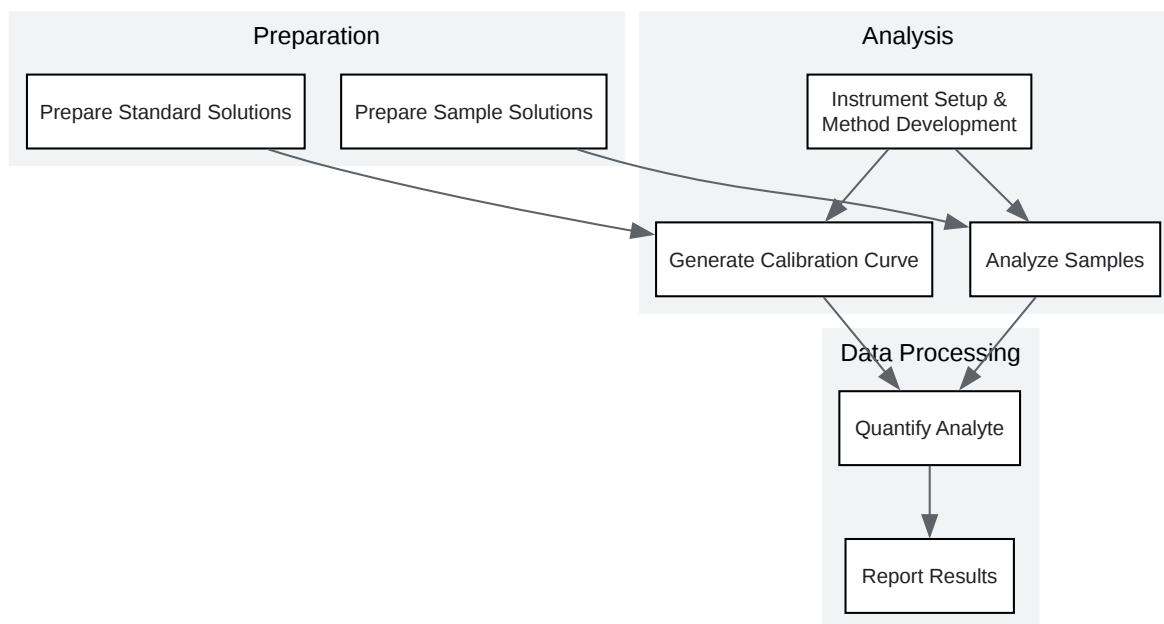 Preparation
Analysis
Prepare Standard Solutions
Prepare Sample Solutions
Instrument Setup &
Method Development
Generate Calibration Curve
Analyze Samples
Data Processing
Quantify Analyte
Report Results